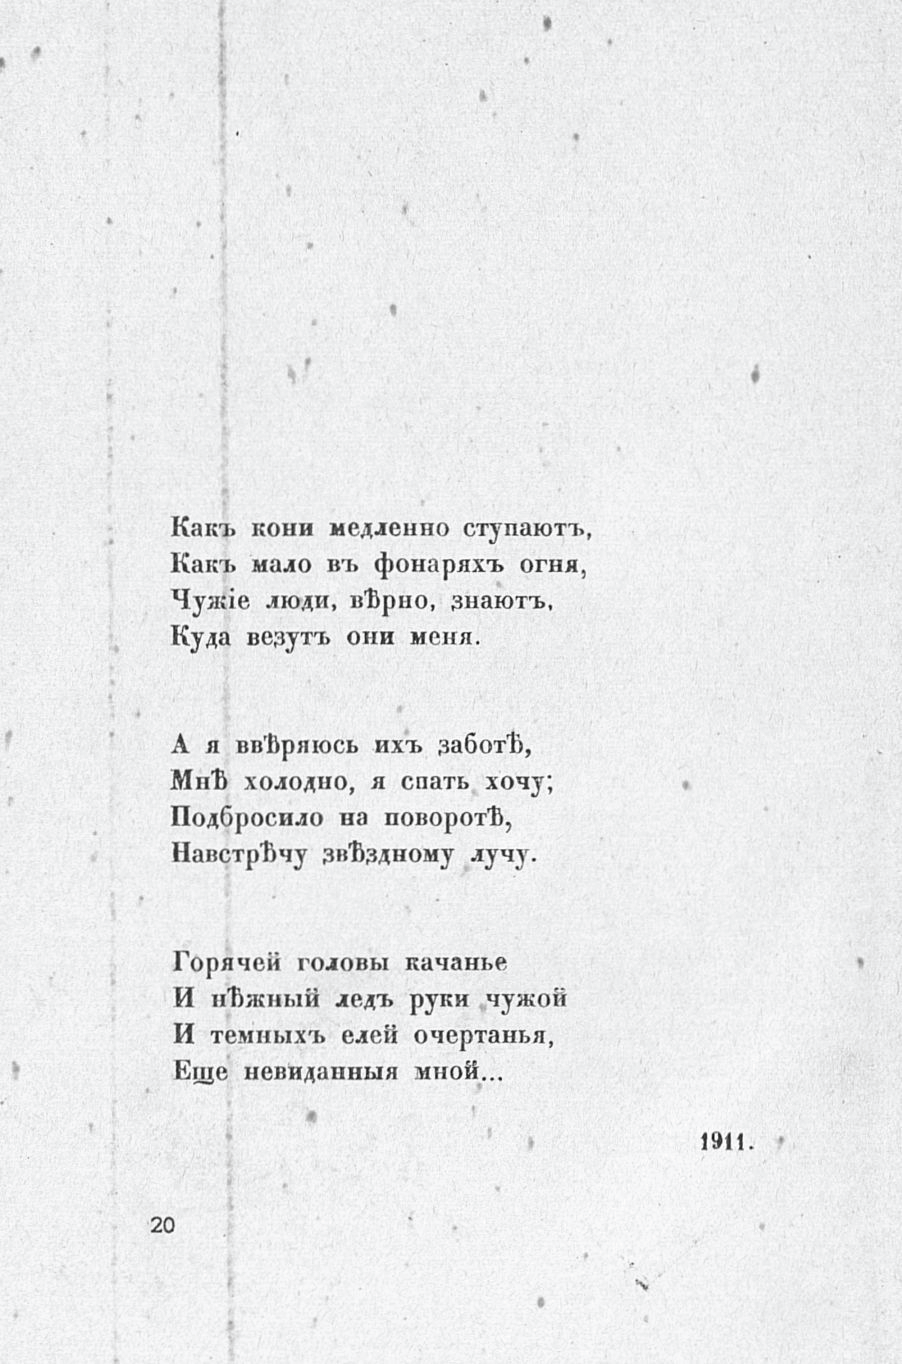 Какъ кони медленно ступаютъ,
Какъ мало въ фонаряхъ огня,
Чужіе люди, вѣрно, знаютъ,
Куда везутъ они меня.
А я ввѣряюсь ихъ заботѣ,
Мнѣ холодно, я спать хочу;
Подбросило на поворотѣ,
Навстрѣчу звѣздному лучу.
Горячей головы качанье
И нѣжный ледъ руки чужой
И темныхъ елей очертанья,
Еще невиданныя мной...
1911.
20